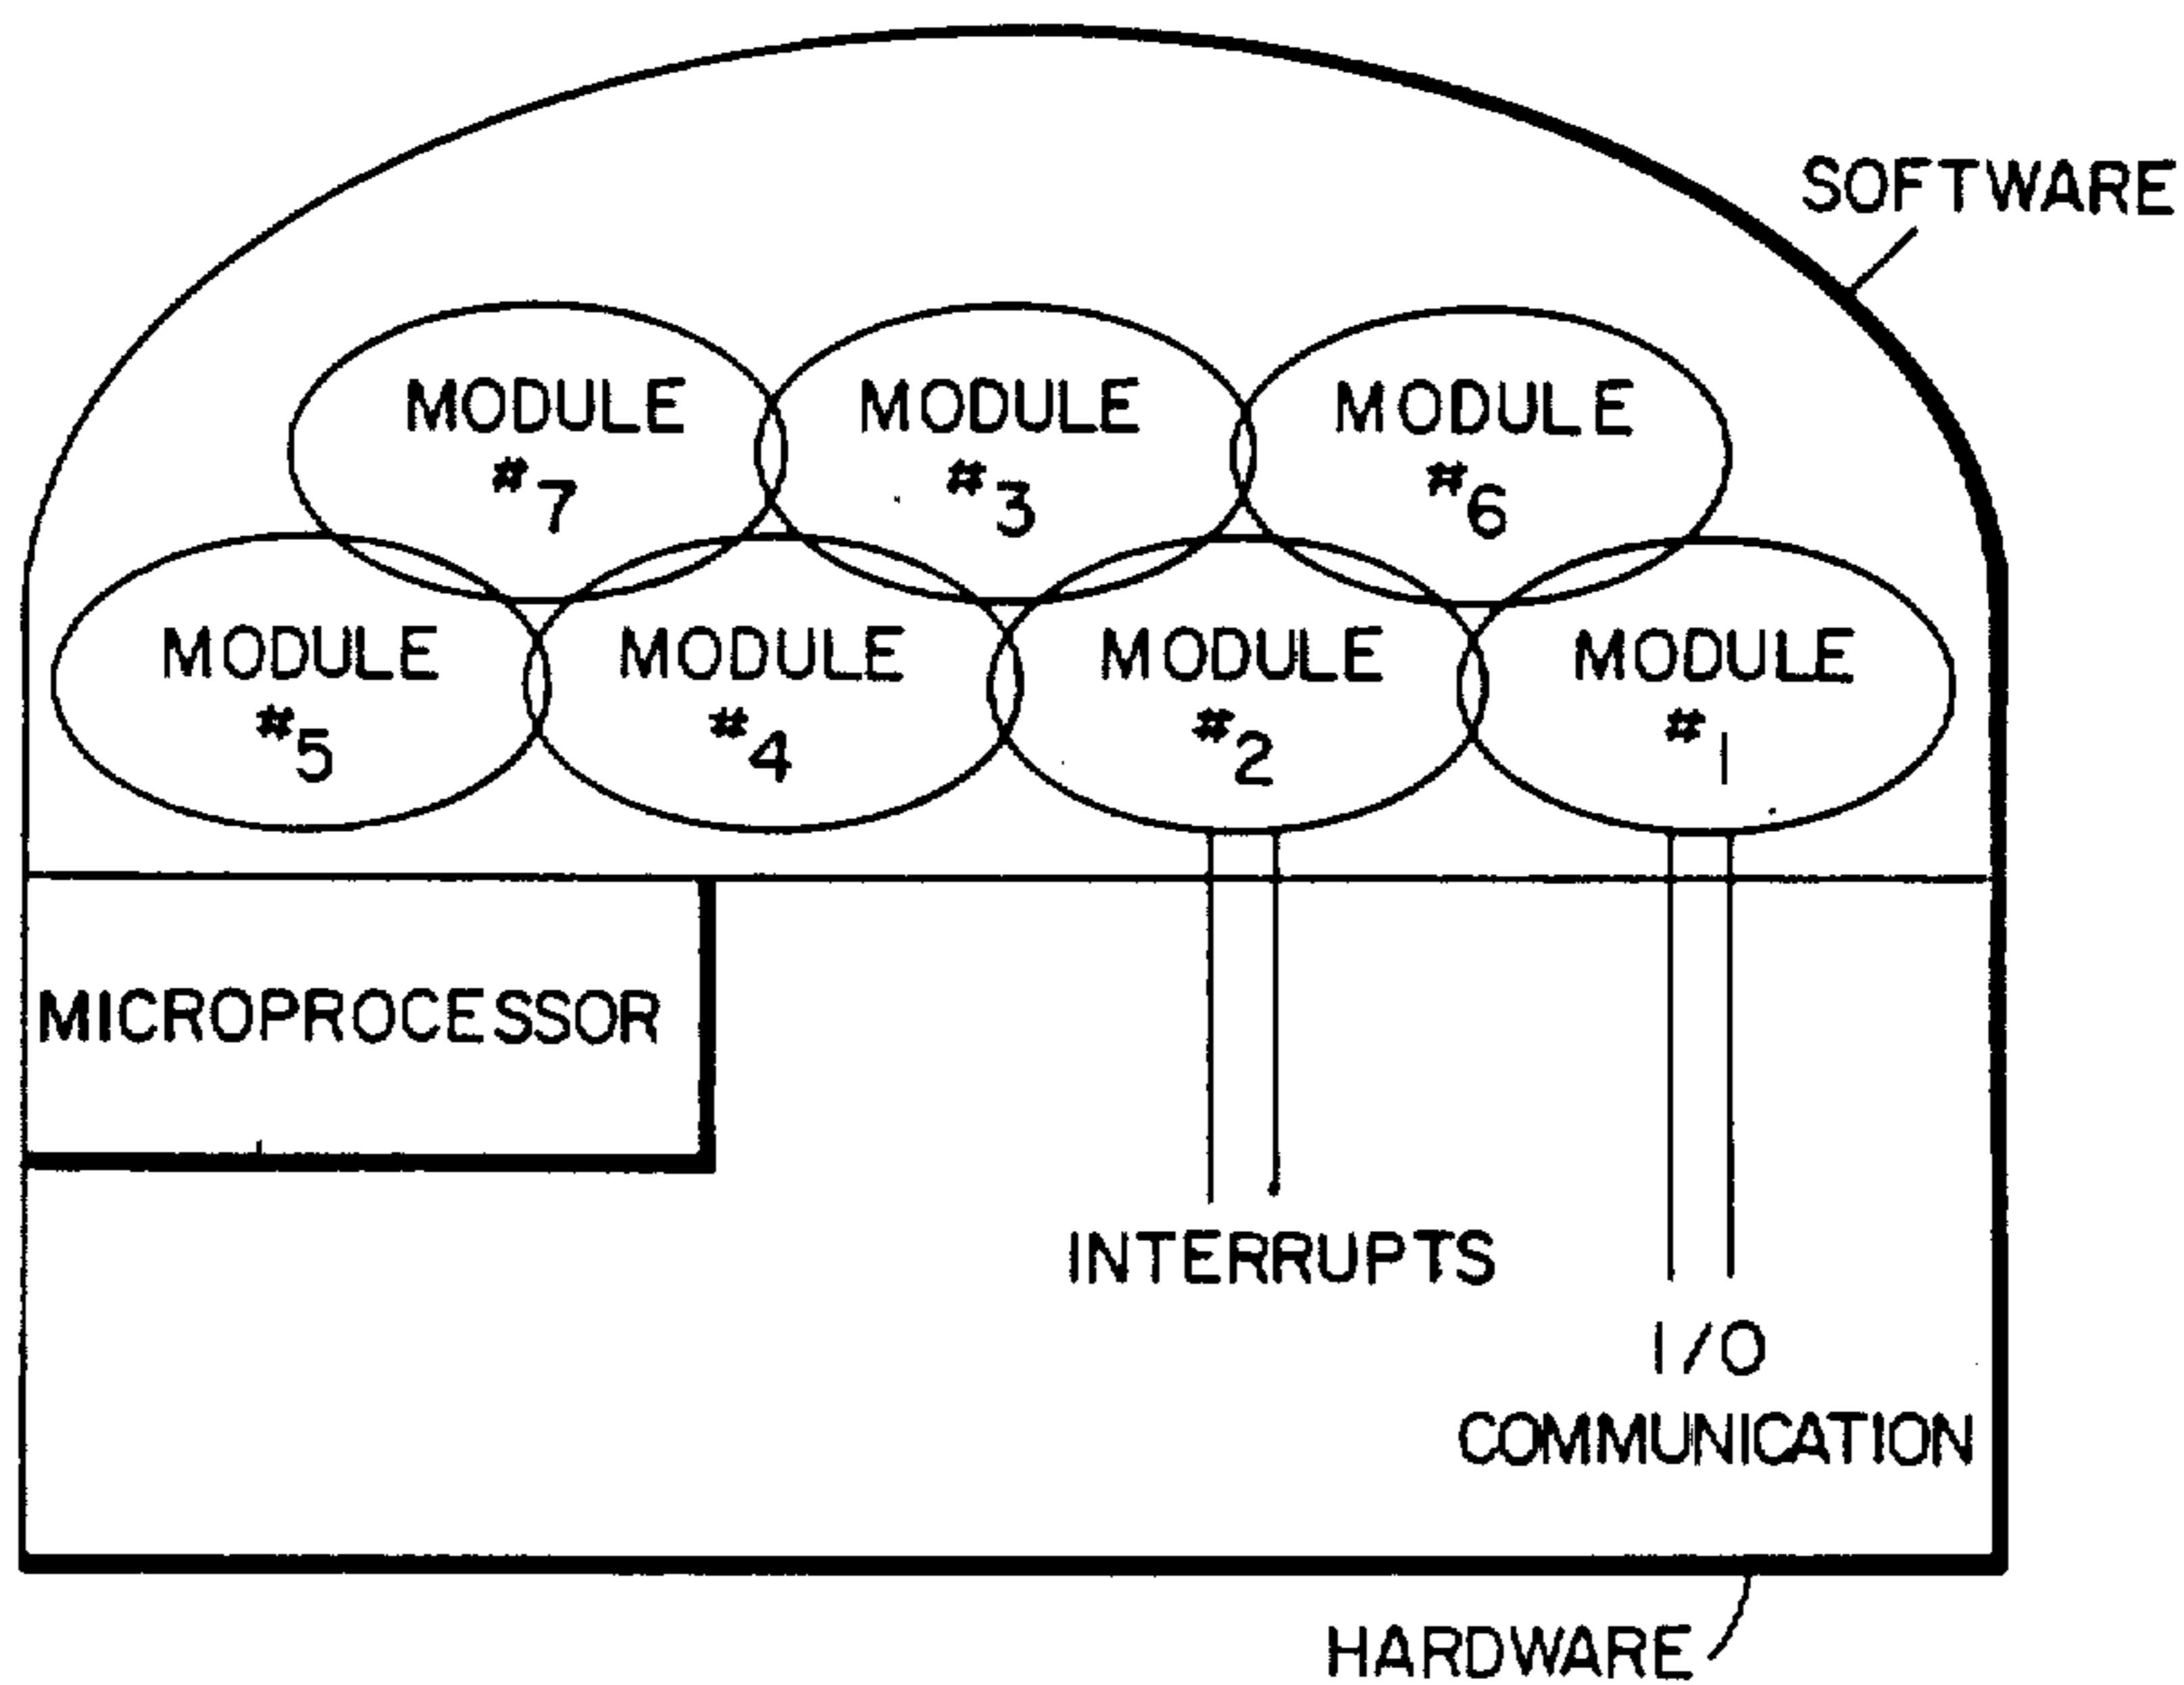 SOFTWARE
MODULE
#7
MODULE
#3
MODULE
#6
MODULE
#5
MODULE
#4
MODULE
#2
MODULE
#1
MICROPROCESSOR
INTERRUPTS
I/O
COMMUNICATION
HARDWARE